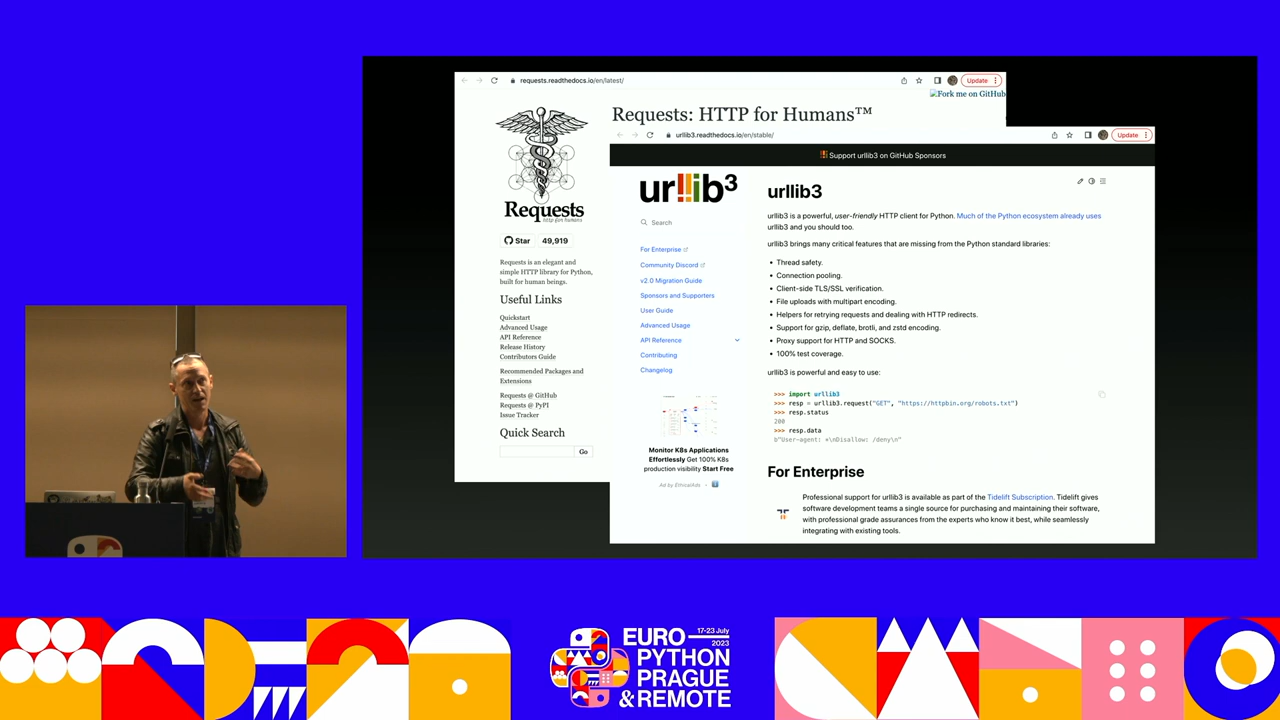 requests.readthedocs.io/en/latest/
Update
Fork me on GitHub
Requests: HTTP for Humans™
Requests
http for humans
Star 49,919
Requests is an elegant and
simple HTTP library for Python,
built for human beings.
Useful Links
Quickstart
Advanced Usage
API Reference
Release History
Contributors Guide
Recommended Packages and
Extensions
Requests @ GitHub
Requests @ PyPI
Issue Tracker
Quick Search
Go
urllib3.readthedocs.io/en/stable/
Update
Support urllib3 on GitHub Sponsors
urllib3
Search
For Enterprise
Community Discord
v2.0 Migration Guide
Sponsors and Supporters
User Guide
Advanced Usage
API Reference
Contributing
Changelog
Monitor K8s Applications
Effortlessly Get 100% K8s
production visibility Start Free
Ad by EthicalAds
urllib3
urllib3 is a powerful, user-friendly HTTP client for Python. Much of the Python ecosystem already uses
urllib3 and you should too.
urllib3 brings many critical features that are missing from the Python standard libraries:
• Thread safety.
• Connection pooling.
• Client-side TLS/SSL verification.
• File uploads with multipart encoding.
• Helpers for retrying requests and dealing with HTTP redirects.
• Support for gzip, deflate, brotli, and zstd encoding.
• Proxy support for HTTP and SOCKS.
• 100% test coverage.
urllib3 is powerful and easy to use:
>>> import urllib3
>>> resp = urllib3.request("GET", "https://httpbin.org/robots.txt")
>>> resp.status
200
>>> resp.data
b"User-agent: *\nDisallow: /deny\n"
For Enterprise
Professional support for urllib3 is available as part of the Tidelift Subscription. Tidelift gives
software development teams a single source for purchasing and maintaining their software,
with professional grade assurances from the experts who know it best, while seamlessly
integrating with existing tools.
EURO 17-23 July 2023
PYTHON
PRAGUE
& REMOTE